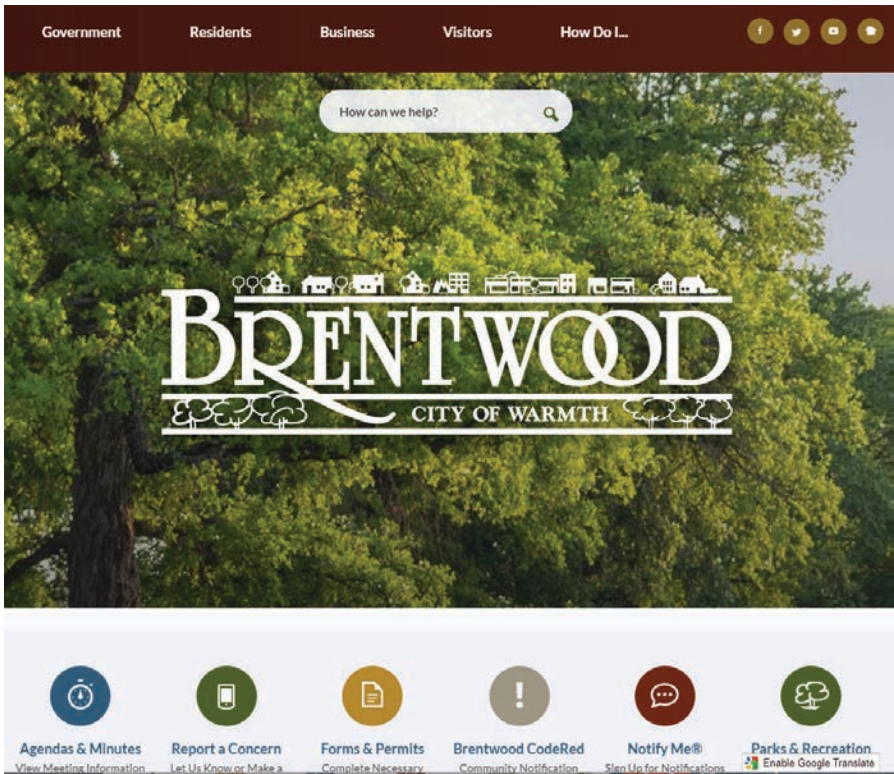 Government Residents Business Visitors How Do I...
How can we help?
BRENTWOOD
CITY OF WARMTH
Agendas & Minutes Report a Concern Forms & Permits Brentwood CodeRed Notify Me® Parks & Recreation
View Meeting Information Let Us Know or Make a Complete Necessary Community Notification Sign Up for Notifications
Enable Google Translate